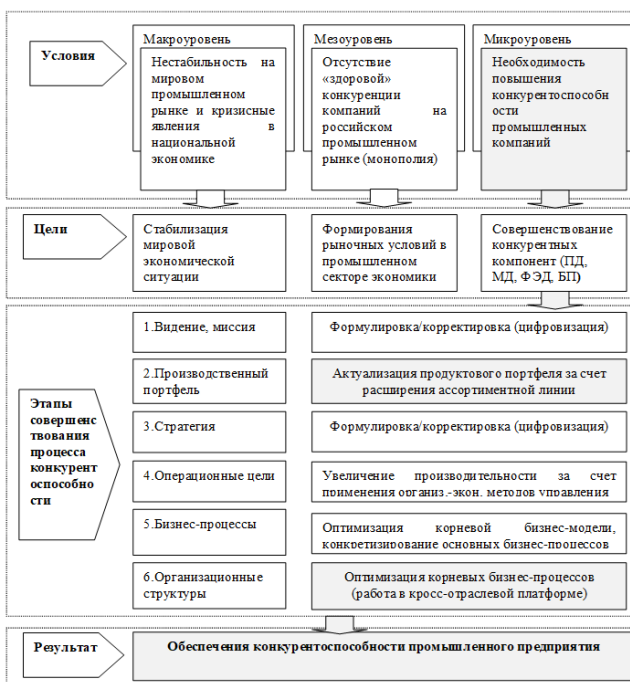 Условия
Макроуровень
Нестабильность на
мировом
промышленном
рынке и кризисные
явления в
национальной
экономике
Мезоуровень
Отсутствие
«здоровой»
конкуренции
компаний на
российском
промышленном
рынке (монополия)
Микроуровень
Необходимость
повышения
конкурентоспособн
ости
промышленных
компаний
Цели
Стабилизация
мировой
экономической
ситуации
Формирования
рыночных условий в
промышленном
секторе экономики
Совершенствование
конкурентных
компонент (ПД,
МД, ФЭД, БП)
Этапы
совершенс
твования
процесса
конкурент
оспособно
сти
1.Видение, миссия
Формулировка/корректировка (цифровизация)
2.Производственный
портфель
Актуализация продуктового портфеля за счет
расширения ассортиментной линии
3.Стратегия
Формулировка/корректировка (цифровизация)
4.Операционные цели
Увеличение производительности за счет
применения организ.-экон. методов управления
5.Бизнес-процессы
Оптимизация корневой бизнес-модели,
конкретизирование основных бизнес-процессов
6.Организационные
структуры
Оптимизация корневых бизнес-процессов
(работа в кросс-отраслевой платформе)
Результат
Обеспечения конкурентоспособности промышленного предприятия